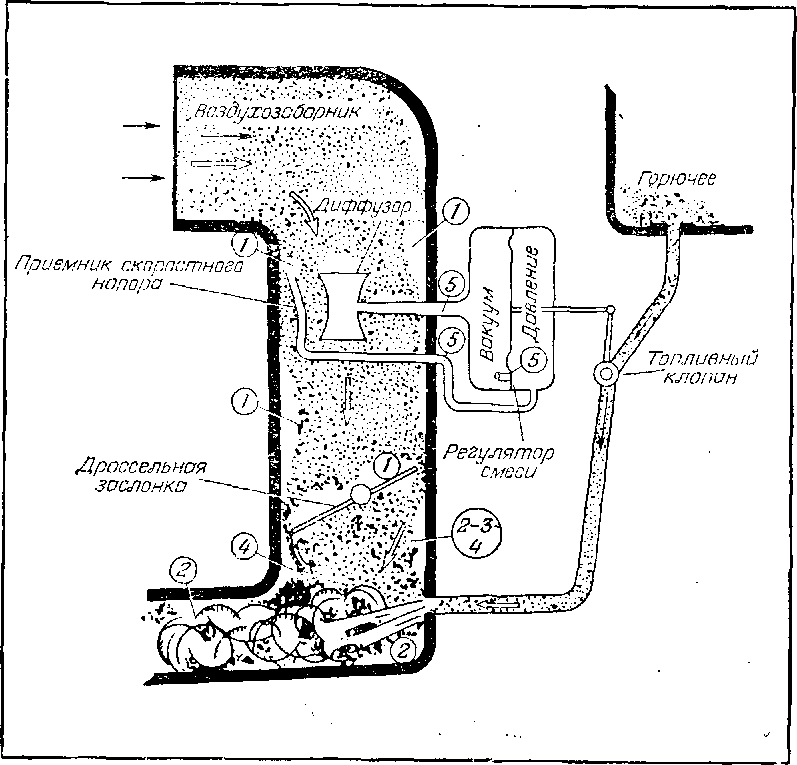 Воздухозаборник
Горючее
Диффузор
1
1
Приемник скоростного
напора
5
Вакуум
Давление
5
5
Топливный
клапан
1
Регулятор
смеси
Дроссельная
заслонка
1
2-3-
4
4
2
2